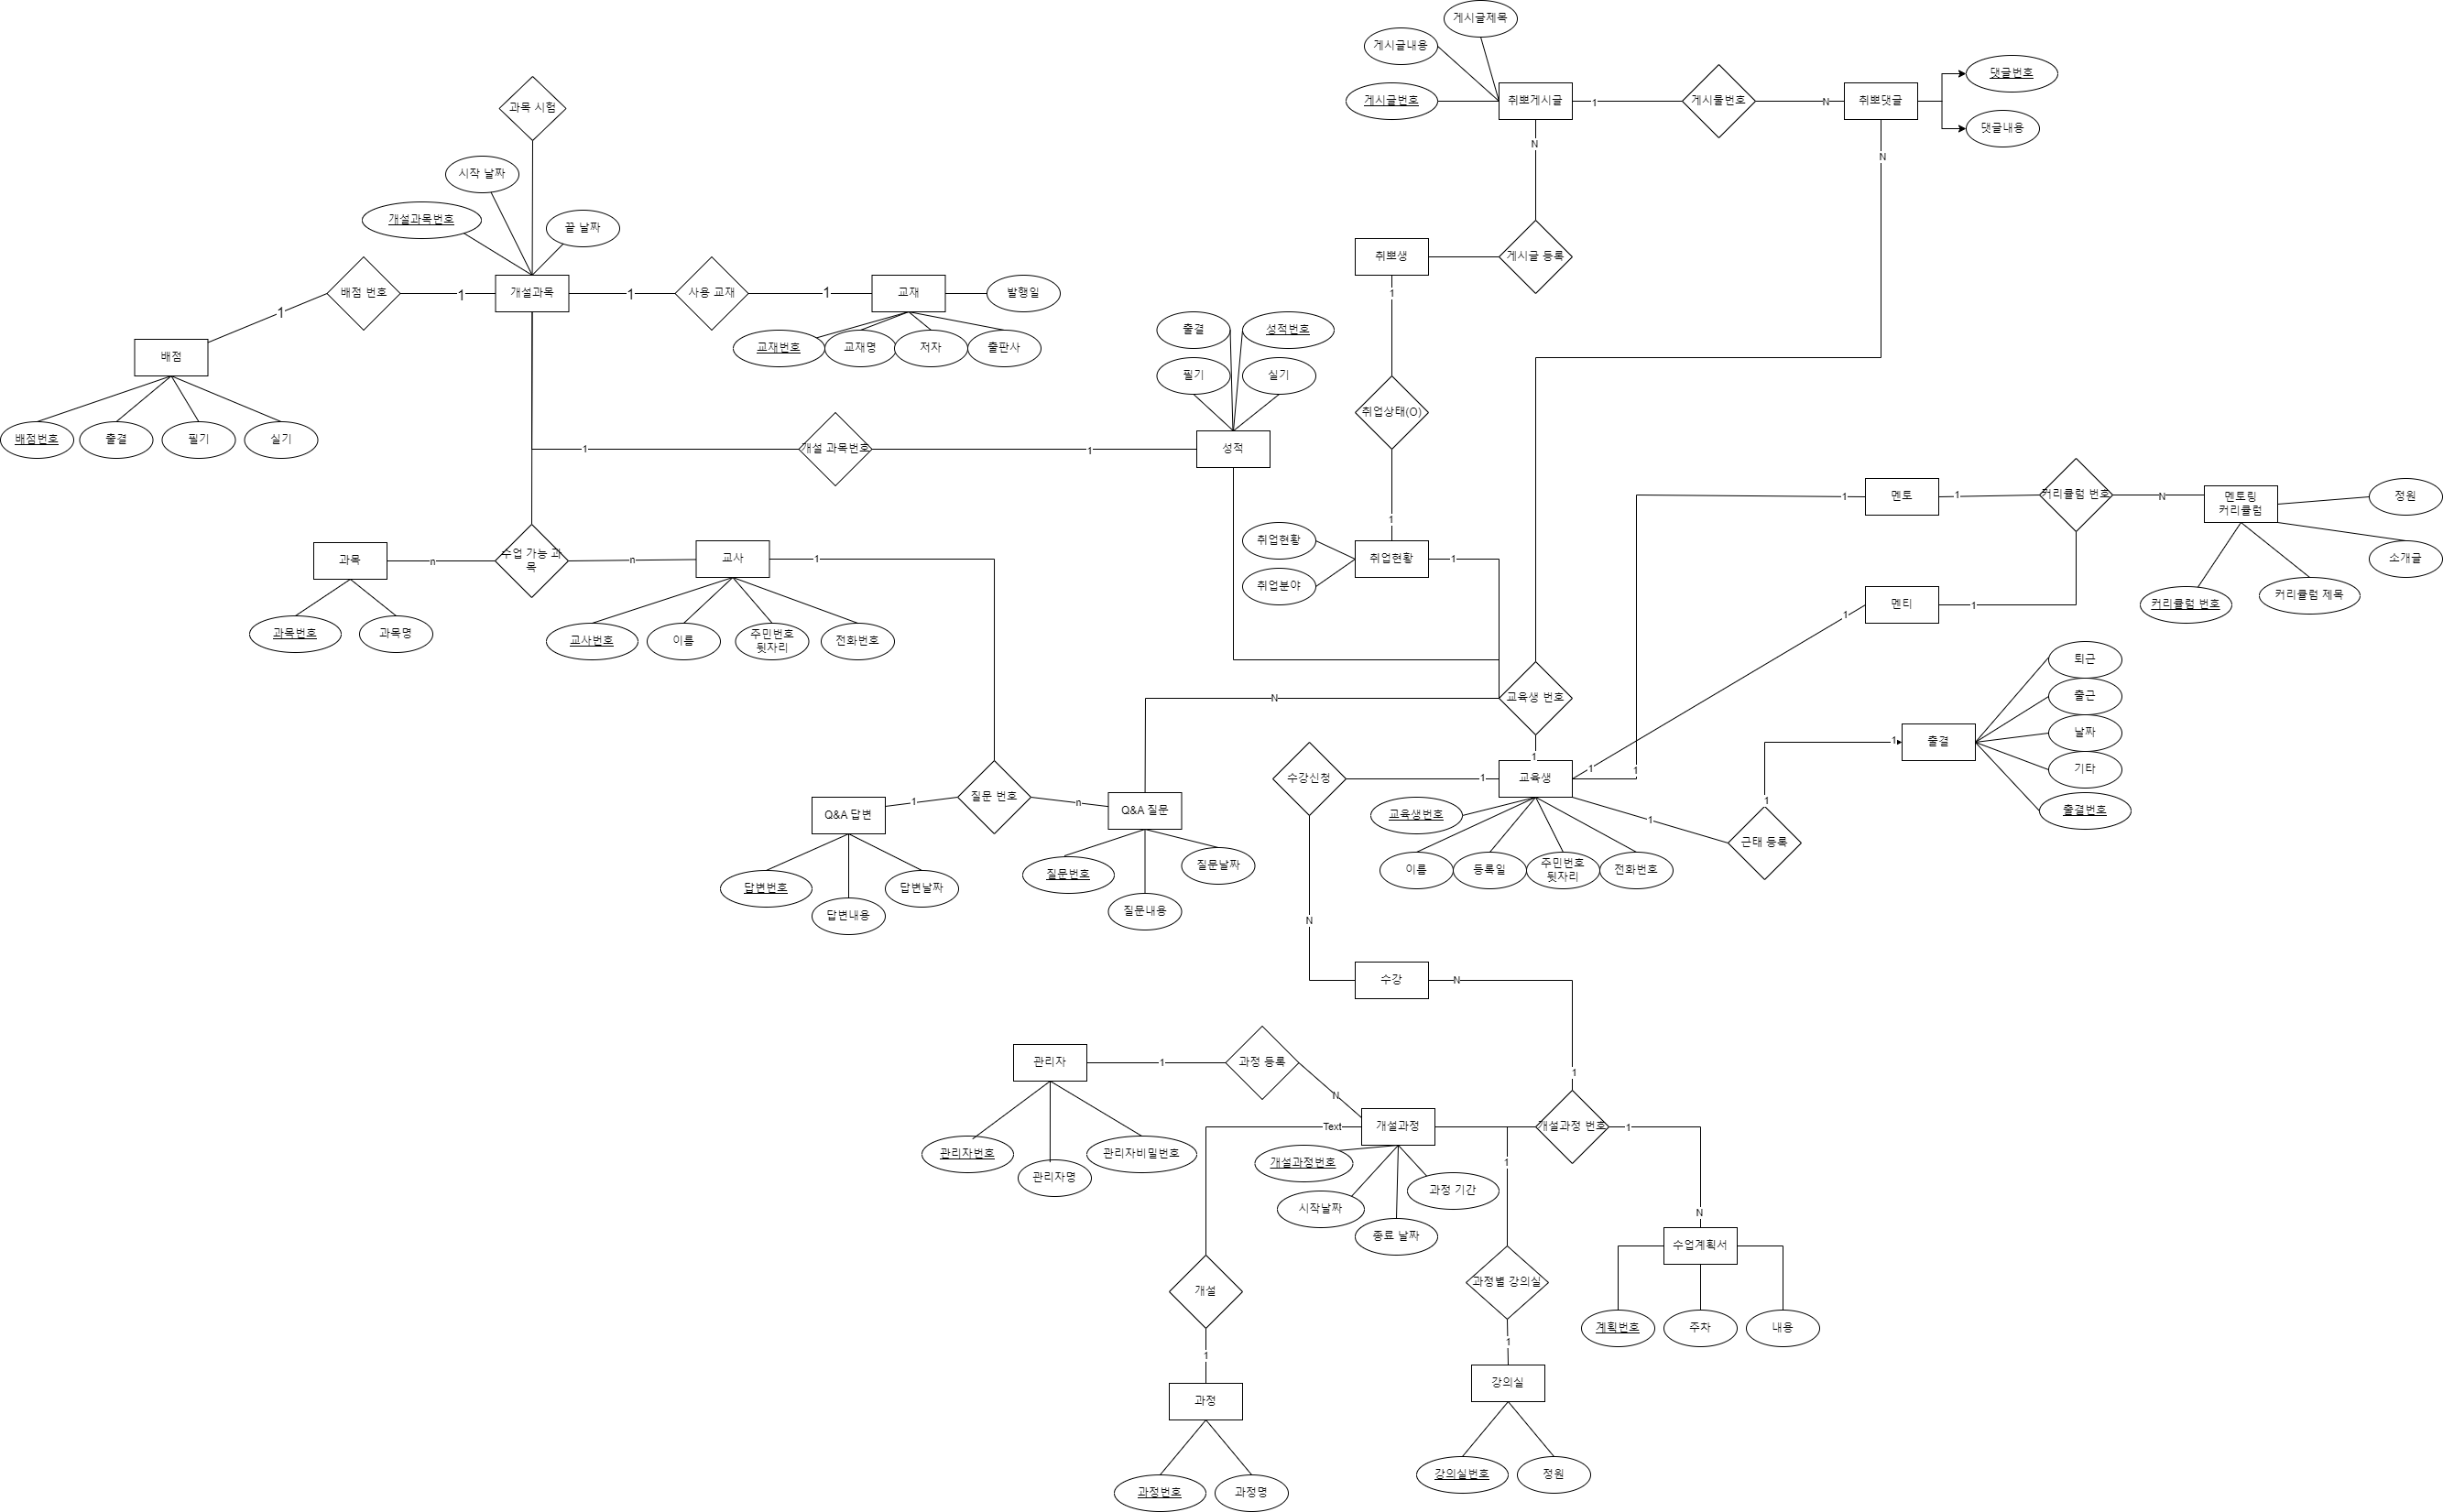 게시글제목
게시글내용
댓글번호
과목 시험
게시글번호
취뽀게시글
1
게시물번호
N
취뽀댓글
댓글내용
N
N
시작 날짜
개설과목번호
끝 날짜
취뽀생
게시글 등록
배점 번호
1
개설과목
1
사용 교재
1
교재
발행일
1
1
출결
성적번호
교재번호
교재명
저자
출판사
배점
필기
실기
취업상태(O)
배점번호
출결
필기
실기
1
개설 과목번호
1
성적
멘토
1
1
커리큘럼 번호
N
멘토링
커리큘럼
정원
1
취업현황
취업현황
1
소개글
과목
n
수업 가능 과
목
n
교사
1
취업분야
멘티
1
1
커리큘럼 번호
커리큘럼 제목
과목번호
과목명
교사번호
이름
주민번호
뒷자리
전화번호
퇴근
출근
N
교육생 번호
날짜
출결
1
1
수강신청
1
교육생
1
1
기타
질문 번호
1
n
Q&A 답변
Q&A 질문
1
출결번호
교육생번호
1
근태 등록
이름
등록일
주민번호
뒷자리
전화번호
답변번호
답변날짜
답변내용
질문번호
질문날짜
질문내용
N
수강
N
관리자
1
과정 등록
1
N
Text
개설과정
개설과정 번호
1
관리자번호
관리자명
관리자비밀번호
개설과정번호
1
과정 기간
시작날짜
종료 날짜
N
수업계획서
개설
과정별 강의실
계획번호
주차
내용
1
1
과정
강의실
과정번호
과정명
강의실번호
정원